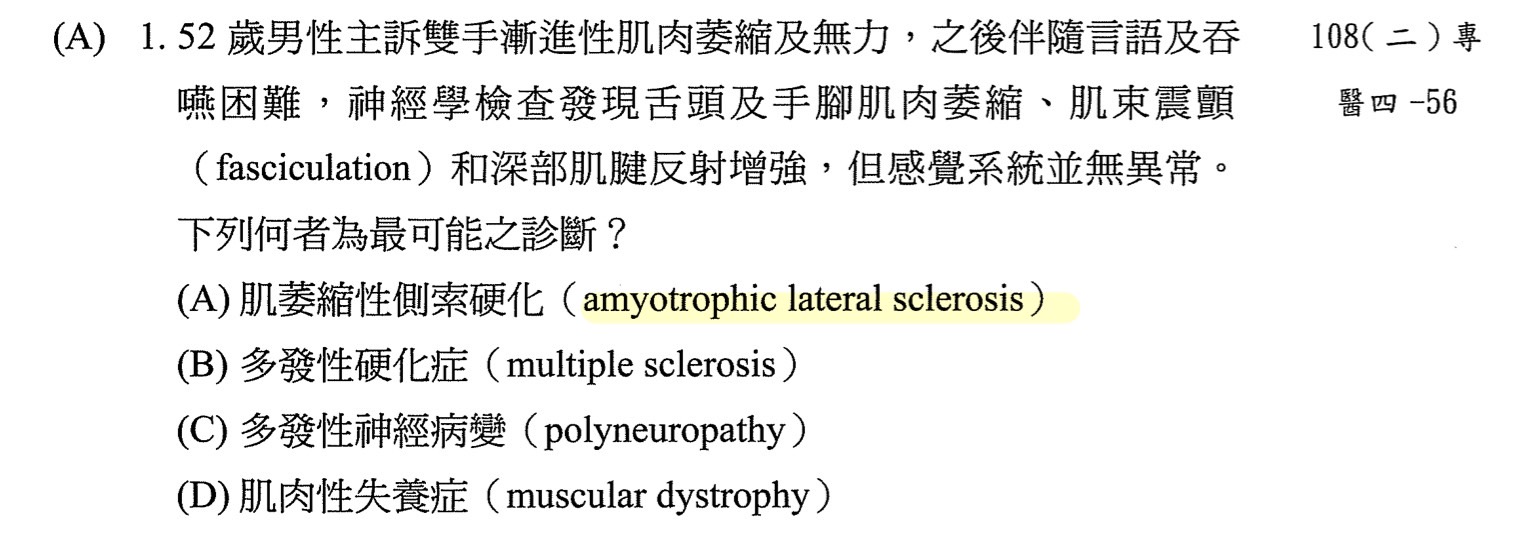 (A) 1. 52 歲男性主訴雙手漸進性肌肉萎縮及無力，之後伴隨言語及吞 108(二)專
嚥困難，神經學檢查發現舌頭及手腳肌肉萎縮、肌束震顫 醫四-56
（fasciculation）和深部肌腱反射增強，但感覺系統並無異常。
下列何者為最可能之診斷？
(A) 肌萎縮性側索硬化（amyotrophic lateral sclerosis）
(B) 多發性硬化症（multiple sclerosis）
(C) 多發性神經病變（polyneuropathy）
(D) 肌肉性失養症（muscular dystrophy）